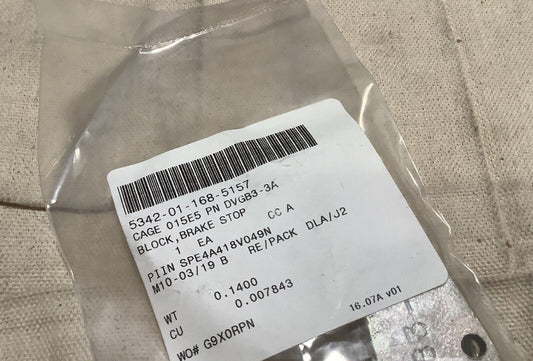 5342-01-168-5157
CAGE 015E5 PN DVGB3-3A
BLOCK,BRAKE STOP
1 EA CC A
PIIN SPE4A418V049N
M10-03/19 B RE/PACK DLA/J2
WT 0.1400
CU 0.007843
WO# G9X0RPN
16.07A v01